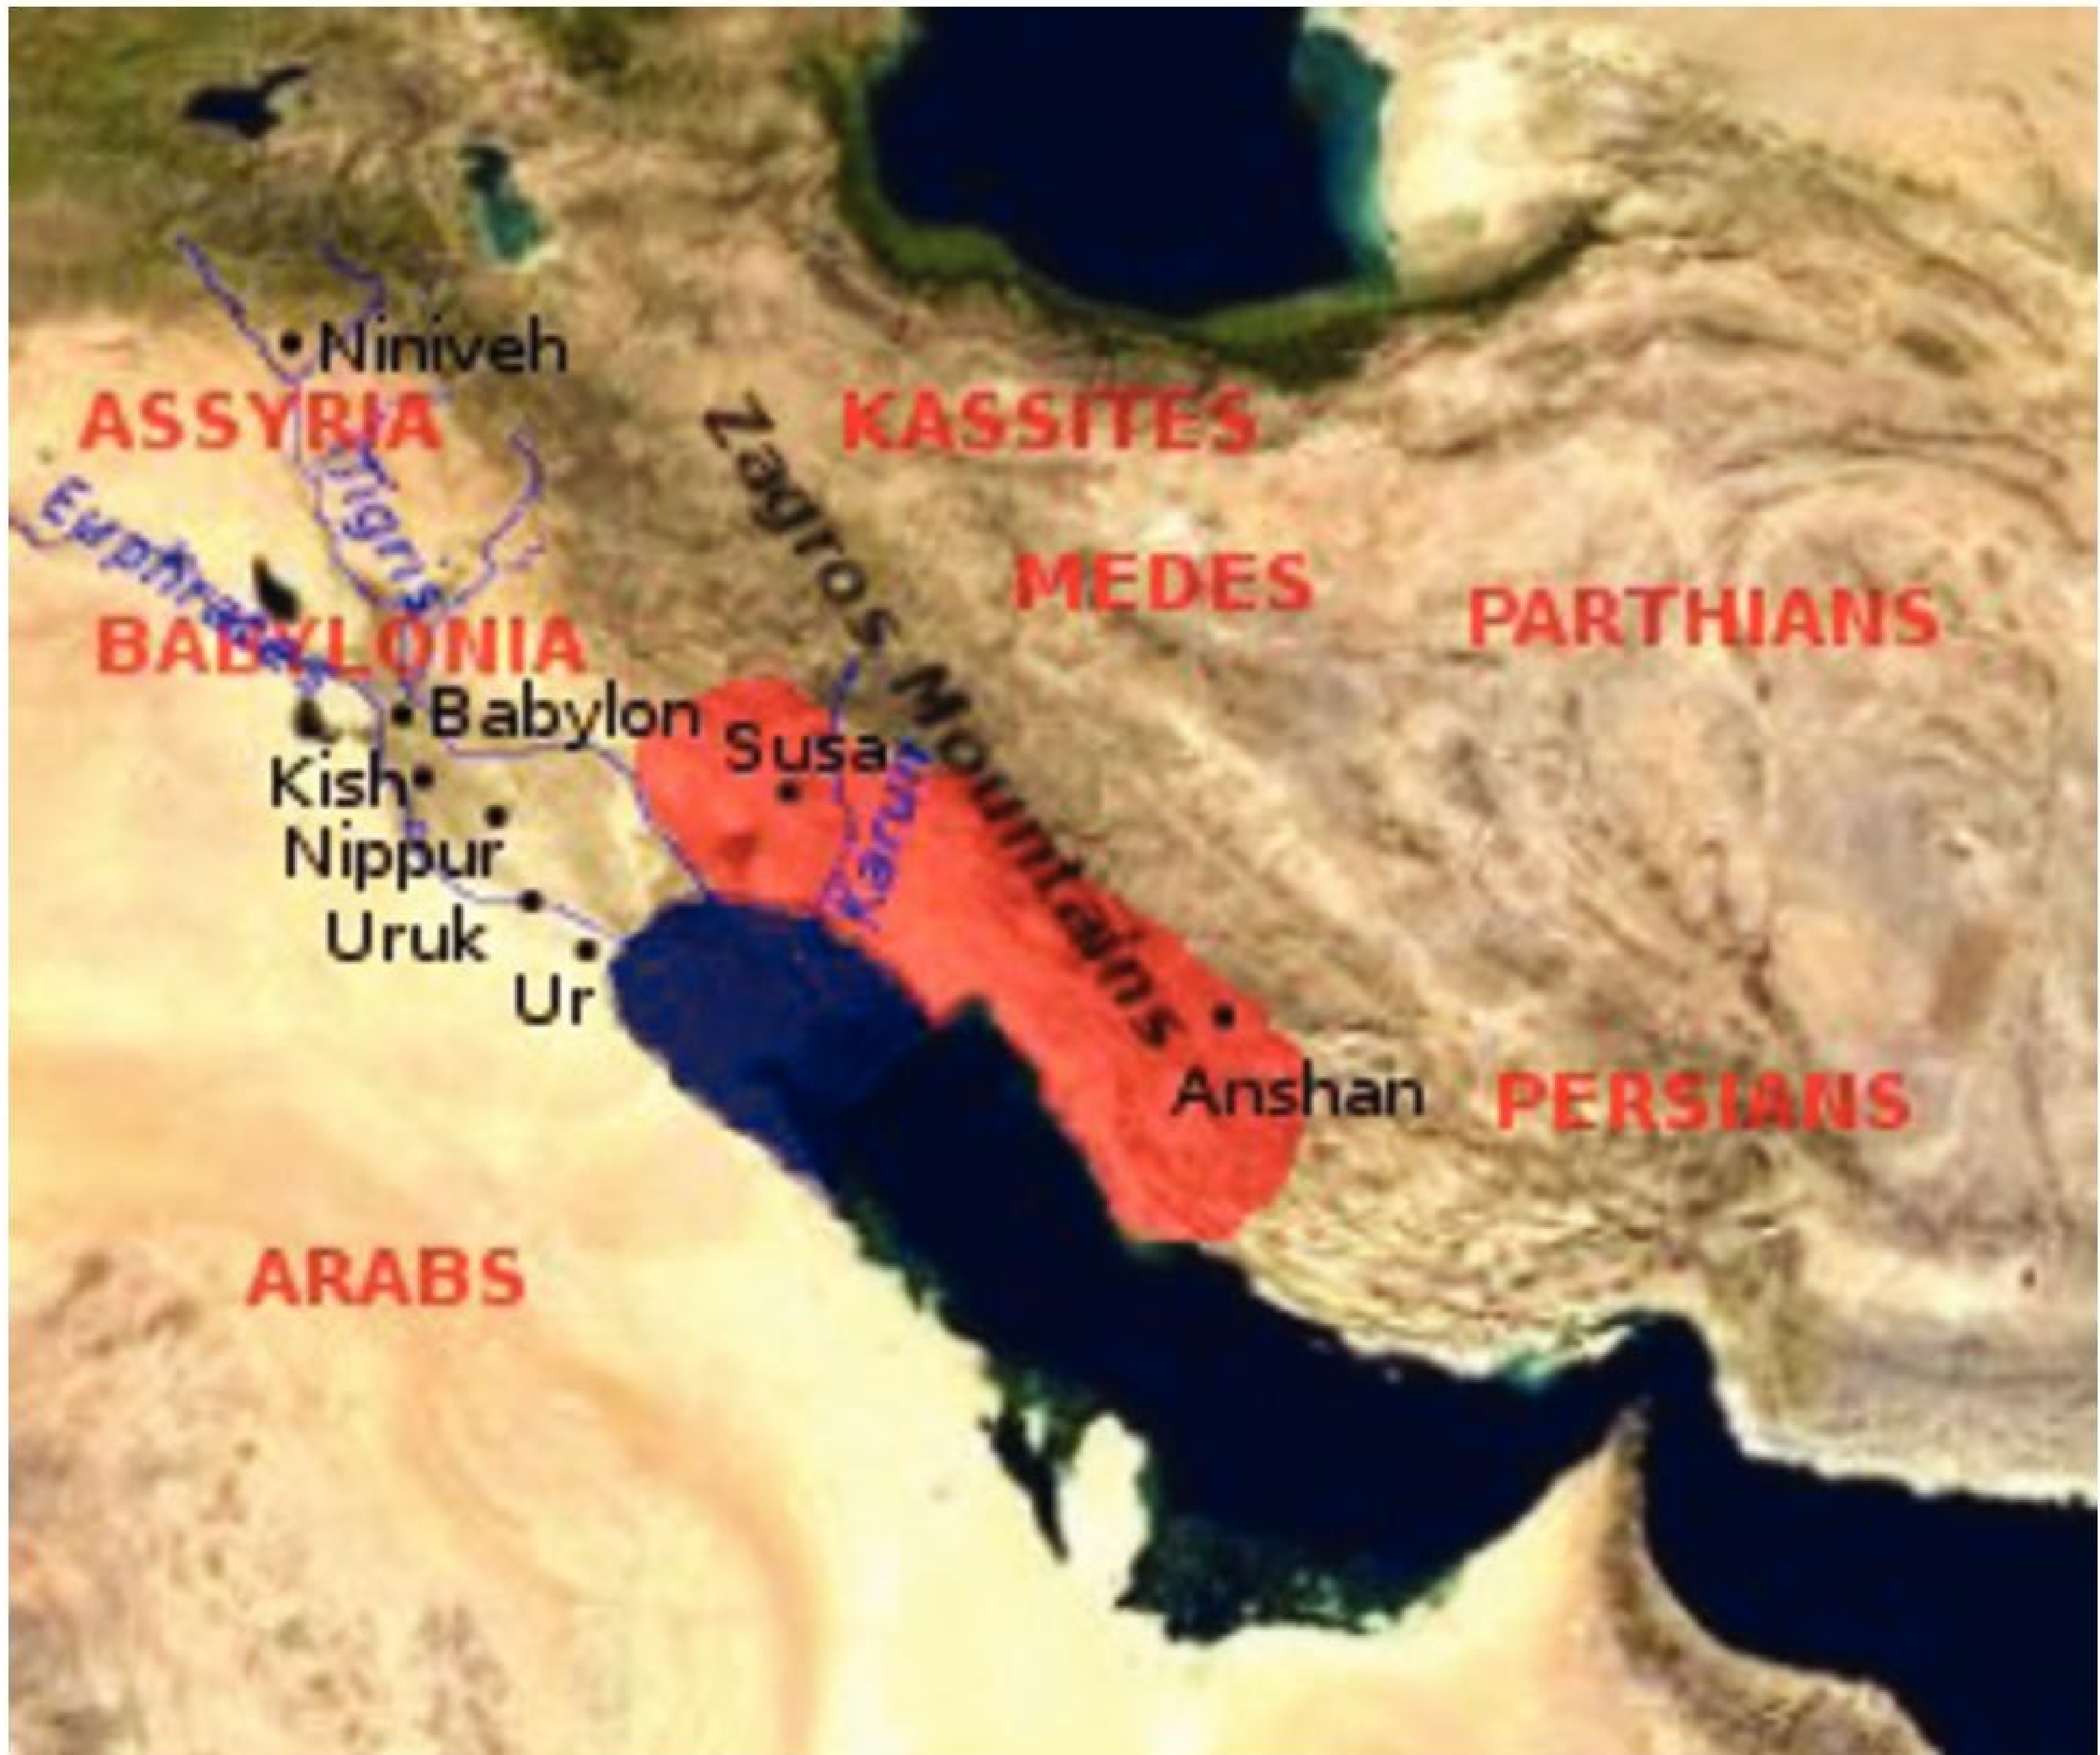 Niniveh
ASSYRIA
KASSITES
Tigris
Euphrates
Zagros Mountains
MEDES
PARTHIANS
BABYLONIA
Babylon
Susa
Kish
Karun
Nippur
Uruk
Ur
Anshan
PERSIANS
ARABS